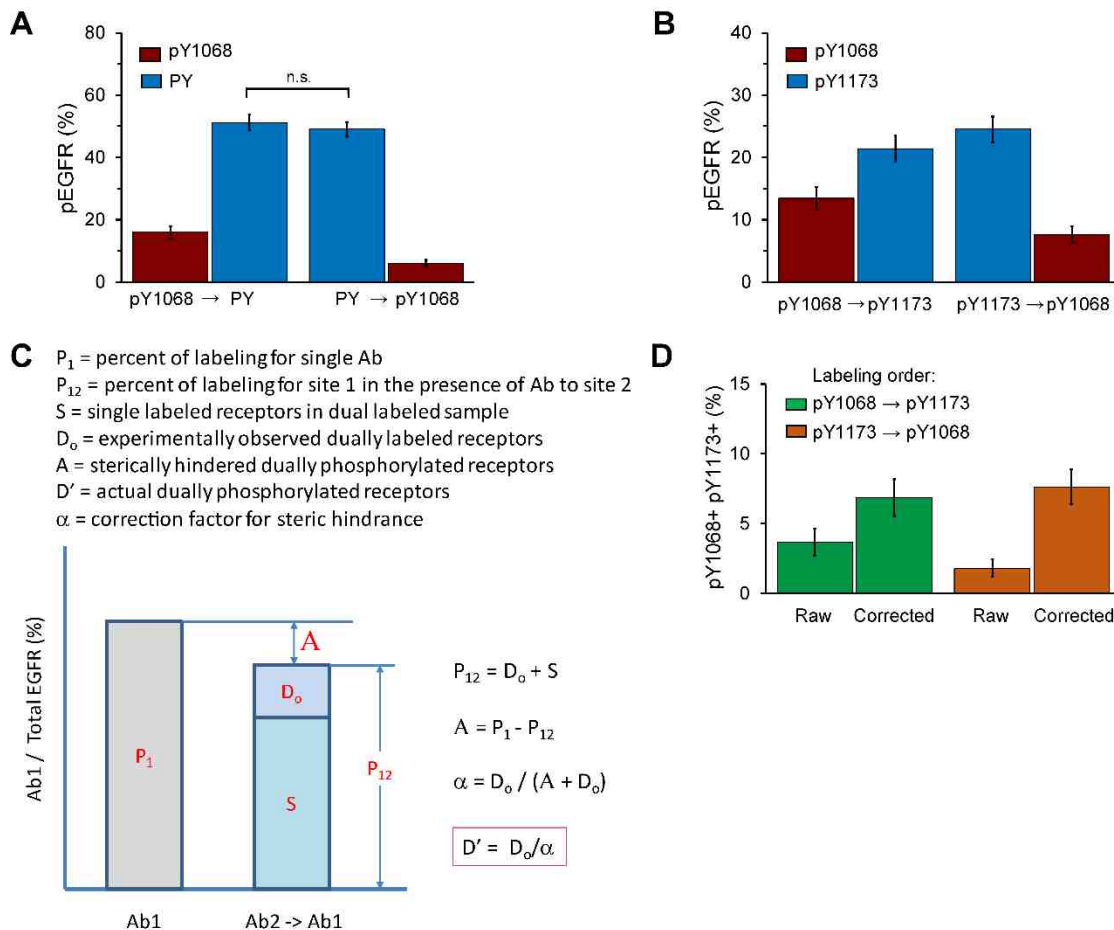 A
pEGFR (%)
80
60
40
20
0
pY1068
PY
n.s.
pY1068 → PY
PY → pY1068
B
pEGFR (%)
40
30
20
10
0
pY1068
pY1173
pY1068 → pY1173
pY1173 → pY1068
C
P₁ = percent of labeling for single Ab
P₁₂ = percent of labeling for site 1 in the presence of Ab to site 2
S = single labeled receptors in dual labeled sample
Dₒ = experimentally observed dually labeled receptors
A = sterically hindered dually phosphorylated receptors
D′ = actual dually phosphorylated receptors
α = correction factor for steric hindrance
Ab1 / Total EGFR (%)
P₁
A
Dₒ
S
P₁₂
Ab1
Ab2 -> Ab1
P₁₂ = Dₒ + S
A = P₁ - P₁₂
α = Dₒ / (A + Dₒ)
D′ = Dₒ/α
D
pY1068+ pY1173+ (%)
15
10
5
0
Labeling order:
pY1068 → pY1173
pY1173 → pY1068
Raw
Corrected
Raw
Corrected